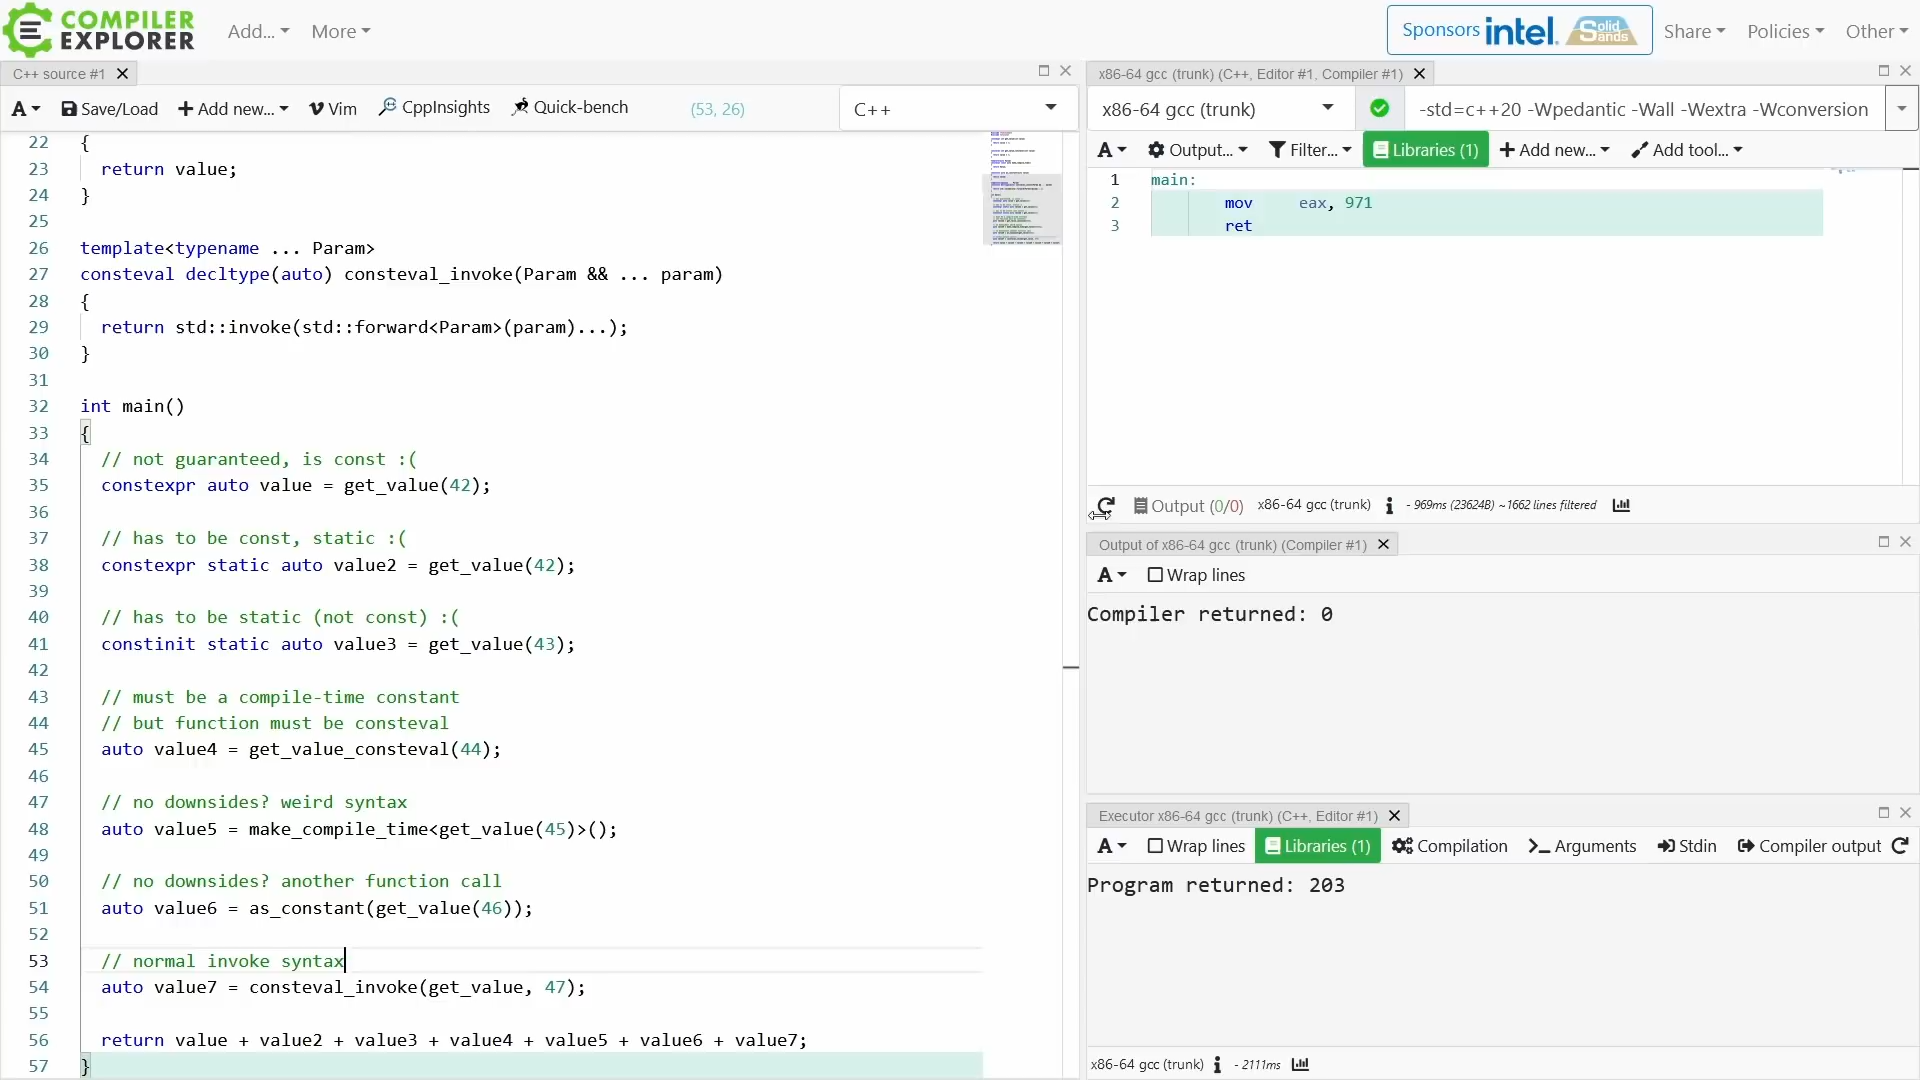 COMPILER EXPLORER
Add... More
Sponsors intel. Solid Sands Share Policies Other
C++ source #1
A Save/Load Add new... Vim CppInsights Quick-bench (53, 26) C++
22 {
23 return value;
24 }
25
26 template<typename ... Param>
27 consteval decltype(auto) consteval_invoke(Param && ... param)
28 {
29 return std::invoke(std::forward<Param>(param)...);
30 }
31
32 int main()
33 {
34 // not guaranteed, is const :(
35 constexpr auto value = get_value(42);
36
37 // has to be const, static :(
38 constexpr static auto value2 = get_value(42);
39
40 // has to be static (not const) :(
41 constinit static auto value3 = get_value(43);
42
43 // must be a compile-time constant
44 // but function must be consteval
45 auto value4 = get_value_consteval(44);
46
47 // no downsides? weird syntax
48 auto value5 = make_compile_time<get_value(45)>();
49
50 // no downsides? another function call
51 auto value6 = as_constant(get_value(46));
52
53 // normal invoke syntax
54 auto value7 = consteval_invoke(get_value, 47);
55
56 return value + value2 + value3 + value4 + value5 + value6 + value7;
57 }
x86-64 gcc (trunk) (C++, Editor #1, Compiler #1)
x86-64 gcc (trunk) -std=c++20 -Wpedantic -Wall -Wextra -Wconversion
A Output... Filter... Libraries (1) Add new... Add tool...
1 main:
2 mov eax, 971
3 ret
Output (0/0) x86-64 gcc (trunk) i - 969ms (23624B) ~1662 lines filtered
Output of x86-64 gcc (trunk) (Compiler #1)
A Wrap lines
Compiler returned: 0
Executor x86-64 gcc (trunk) (C++, Editor #1)
A Wrap lines Libraries (1) Compilation Arguments Stdin Compiler output
Program returned: 203
x86-64 gcc (trunk) i - 2111ms